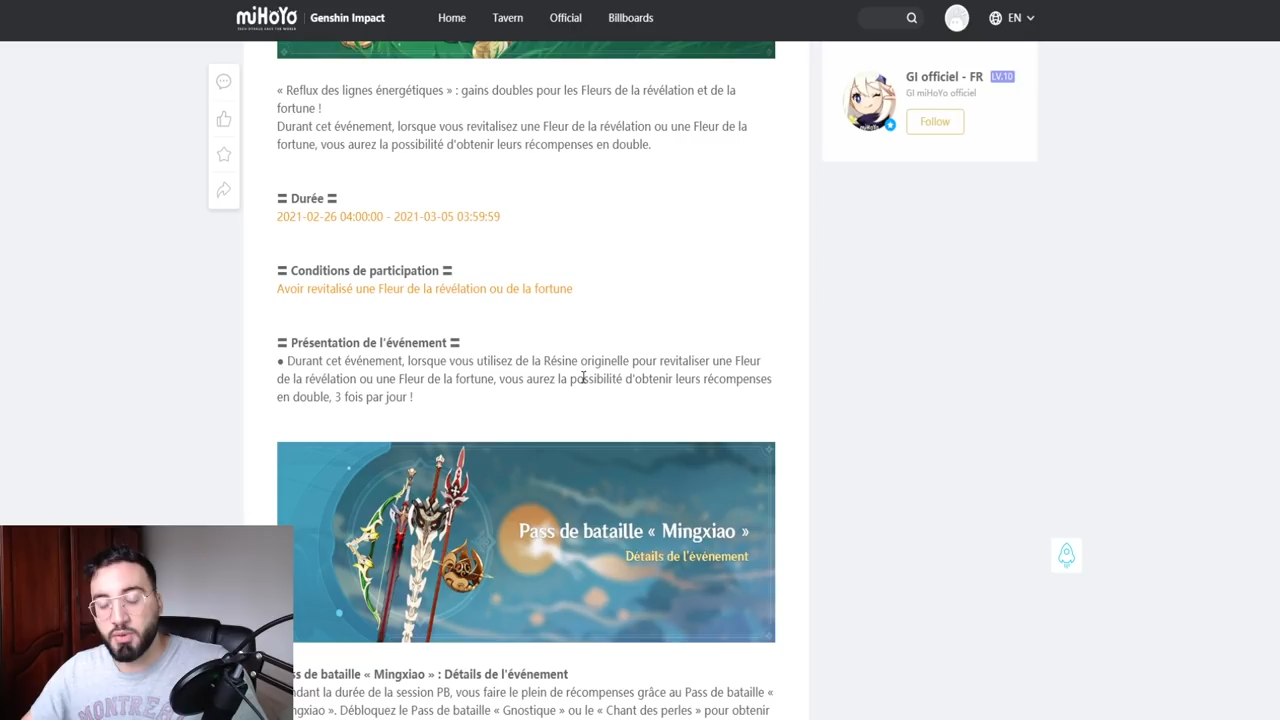 miHoYo
TECH OTAKUS SAVE THE WORLD
Genshin Impact
Home
Tavern
Official
Billboards
EN
« Reflux des lignes énergétiques » : gains doubles pour les Fleurs de la révélation et de la
fortune !
Durant cet événement, lorsque vous revitalisez une Fleur de la révélation ou une Fleur de la
fortune, vous aurez la possibilité d'obtenir leurs récompenses en double.
〓 Durée 〓
2021-02-26 04:00:00 - 2021-03-05 03:59:59
〓 Conditions de participation 〓
Avoir revitalisé une Fleur de la révélation ou de la fortune
〓 Présentation de l'événement 〓
● Durant cet événement, lorsque vous utilisez de la Résine originelle pour revitaliser une Fleur
de la révélation ou une Fleur de la fortune, vous aurez la possibilité d'obtenir leurs récompenses
en double, 3 fois par jour !
Pass de bataille « Mingxiao »
Détails de l'événement
ss de bataille « Mingxiao » : Détails de l'événement
ndant la durée de la session PB, vous faire le plein de récompenses grâce au Pass de bataille «
ngxiao ». Débloquez le Pass de bataille « Gnostique » ou le « Chant des perles » pour obtenir
GI officiel - FR
LV.10
GI miHoYo officiel
Follow
miHoYo
MONTREAL